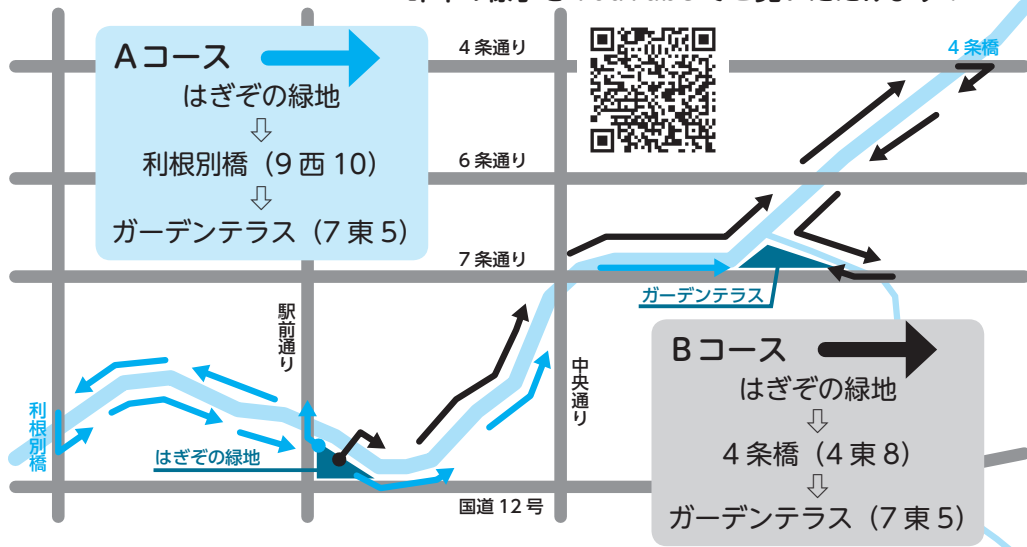 Aコース
はぎぞの緑地
⇩
利根別橋（9 西 10）
⇩
ガーデンテラス（7 東 5）
4 条通り
4 条橋
6 条通り
7 条通り
ガーデンテラス
駅前通り
中央通り
利根別橋
はぎぞの緑地
国道 12 号
Bコース
はぎぞの緑地
⇩
4 条橋（4 東 8）
⇩
ガーデンテラス（7 東 5）